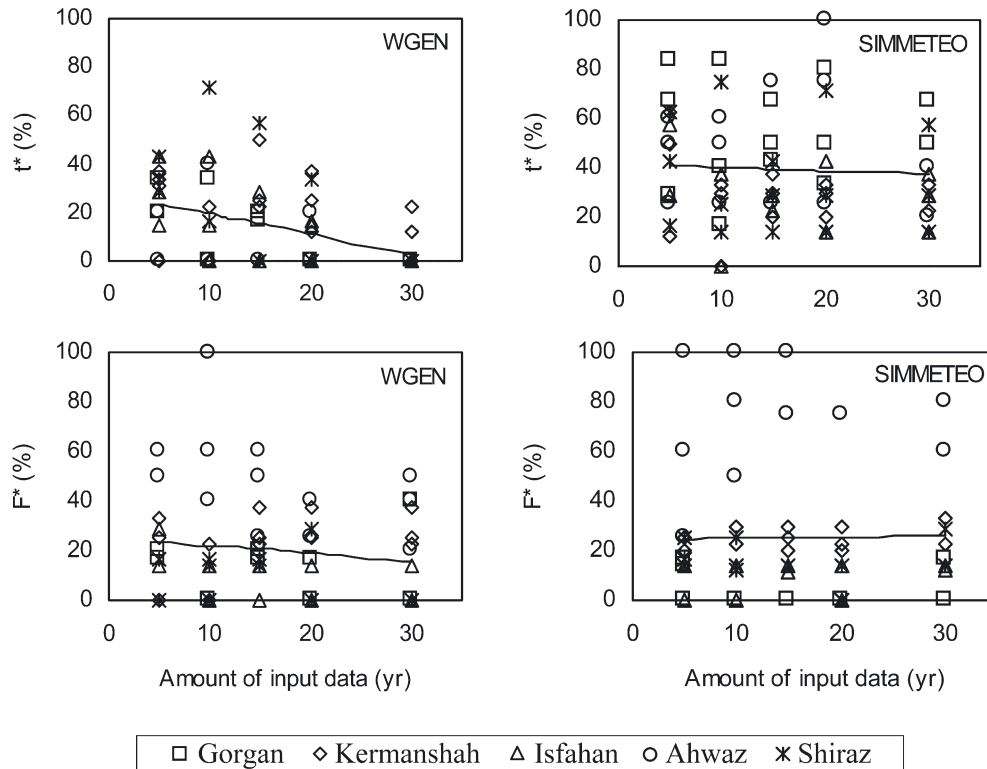 WGEN
t* (%)
100
80
60
40
20
0
0 10 20 30
SIMMETEO
t* (%)
100
80
60
40
20
0
0 10 20 30
WGEN
F* (%)
100
80
60
40
20
0
0 10 20 30
Amount of input data (yr)
SIMMETEO
F* (%)
100
80
60
40
20
0
0 10 20 30
Amount of input data (yr)
Gorgan Kermanshah Isfahan Ahwaz Shiraz